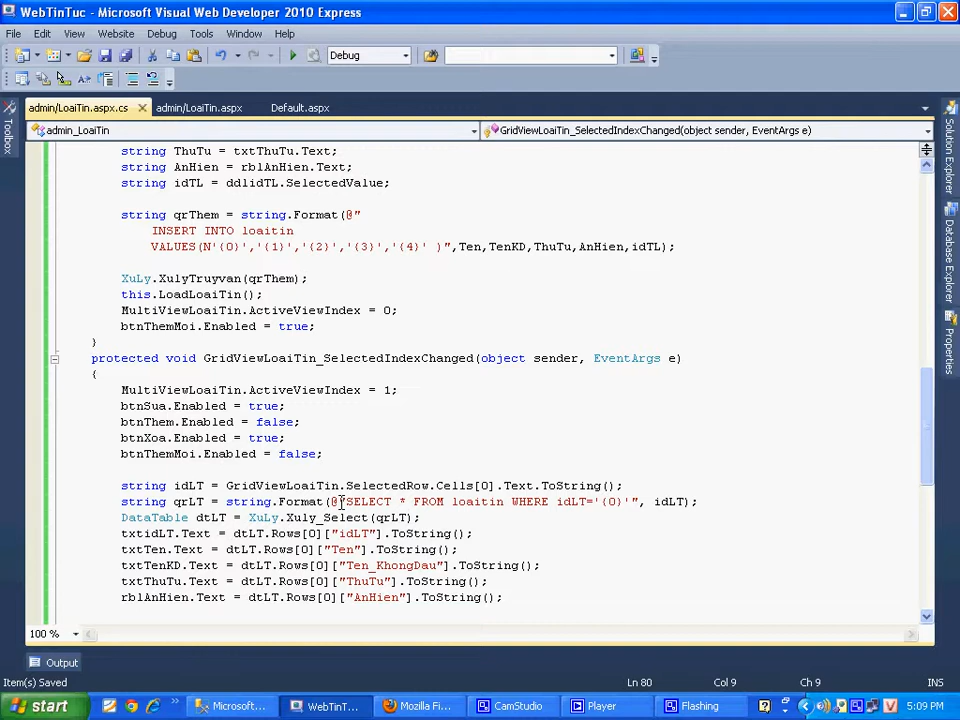 WebTinTuc - Microsoft Visual Web Developer 2010 Express
File Edit View Website Debug Tools Window Help
Debug
admin/LoaiTin.aspx.cs admin/LoaiTin.aspx Default.aspx
admin_LoaiTin GridViewLoaiTin_SelectedIndexChanged(object sender, EventArgs e)
string ThuTu = txtThuTu.Text;
string AnHien = rblAnHien.Text;
string idTL = ddlidTL.SelectedValue;
string qrThem = string.Format(@"
INSERT INTO loaitin
VALUES(N'{0}','{1}','{2}','{3}','{4}' )",Ten,TenKD,ThuTu,AnHien,idTL);
XuLy.XulyTruyvan(qrThem);
this.LoadLoaiTin();
MultiViewLoaiTin.ActiveViewIndex = 0;
btnThemMoi.Enabled = true;
}
protected void GridViewLoaiTin_SelectedIndexChanged(object sender, EventArgs e)
{
MultiViewLoaiTin.ActiveViewIndex = 1;
btnSua.Enabled = true;
btnThem.Enabled = false;
btnXoa.Enabled = true;
btnThemMoi.Enabled = false;
string idLT = GridViewLoaiTin.SelectedRow.Cells[0].Text.ToString();
string qrLT = string.Format(@"SELECT * FROM loaitin WHERE idLT='{0}'", idLT);
DataTable dtLT = XuLy.Xuly_Select(qrLT);
txtidLT.Text = dtLT.Rows[0]["idLT"].ToString();
txtTen.Text = dtLT.Rows[0]["Ten"].ToString();
txtTenKD.Text = dtLT.Rows[0]["Ten_KhongDau"].ToString();
txtThuTu.Text = dtLT.Rows[0]["ThuTu"].ToString();
rblAnHien.Text = dtLT.Rows[0]["AnHien"].ToString();
100 %
Output
Item(s) Saved Ln 80 Col 9 Ch 9 INS
start Microsoft... WebTinT... Mozilla Fi... CamStudio Player Flashing 5:09 PM
Toolbox
Solution Explorer
Database Explorer
Properties